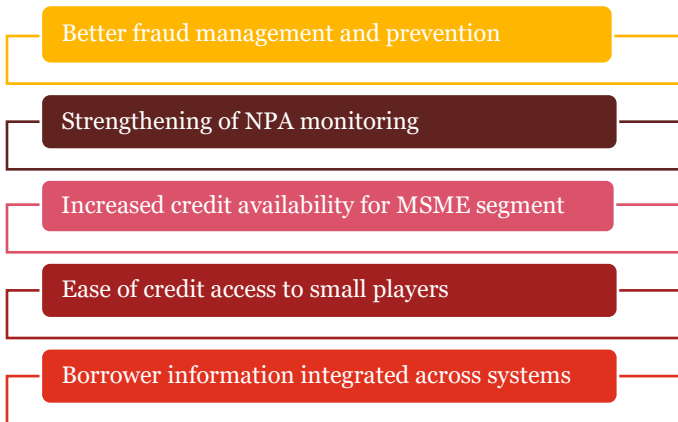 Better fraud management and prevention
Strengthening of NPA monitoring
Increased credit availability for MSME segment
Ease of credit access to small players
Borrower information integrated across systems